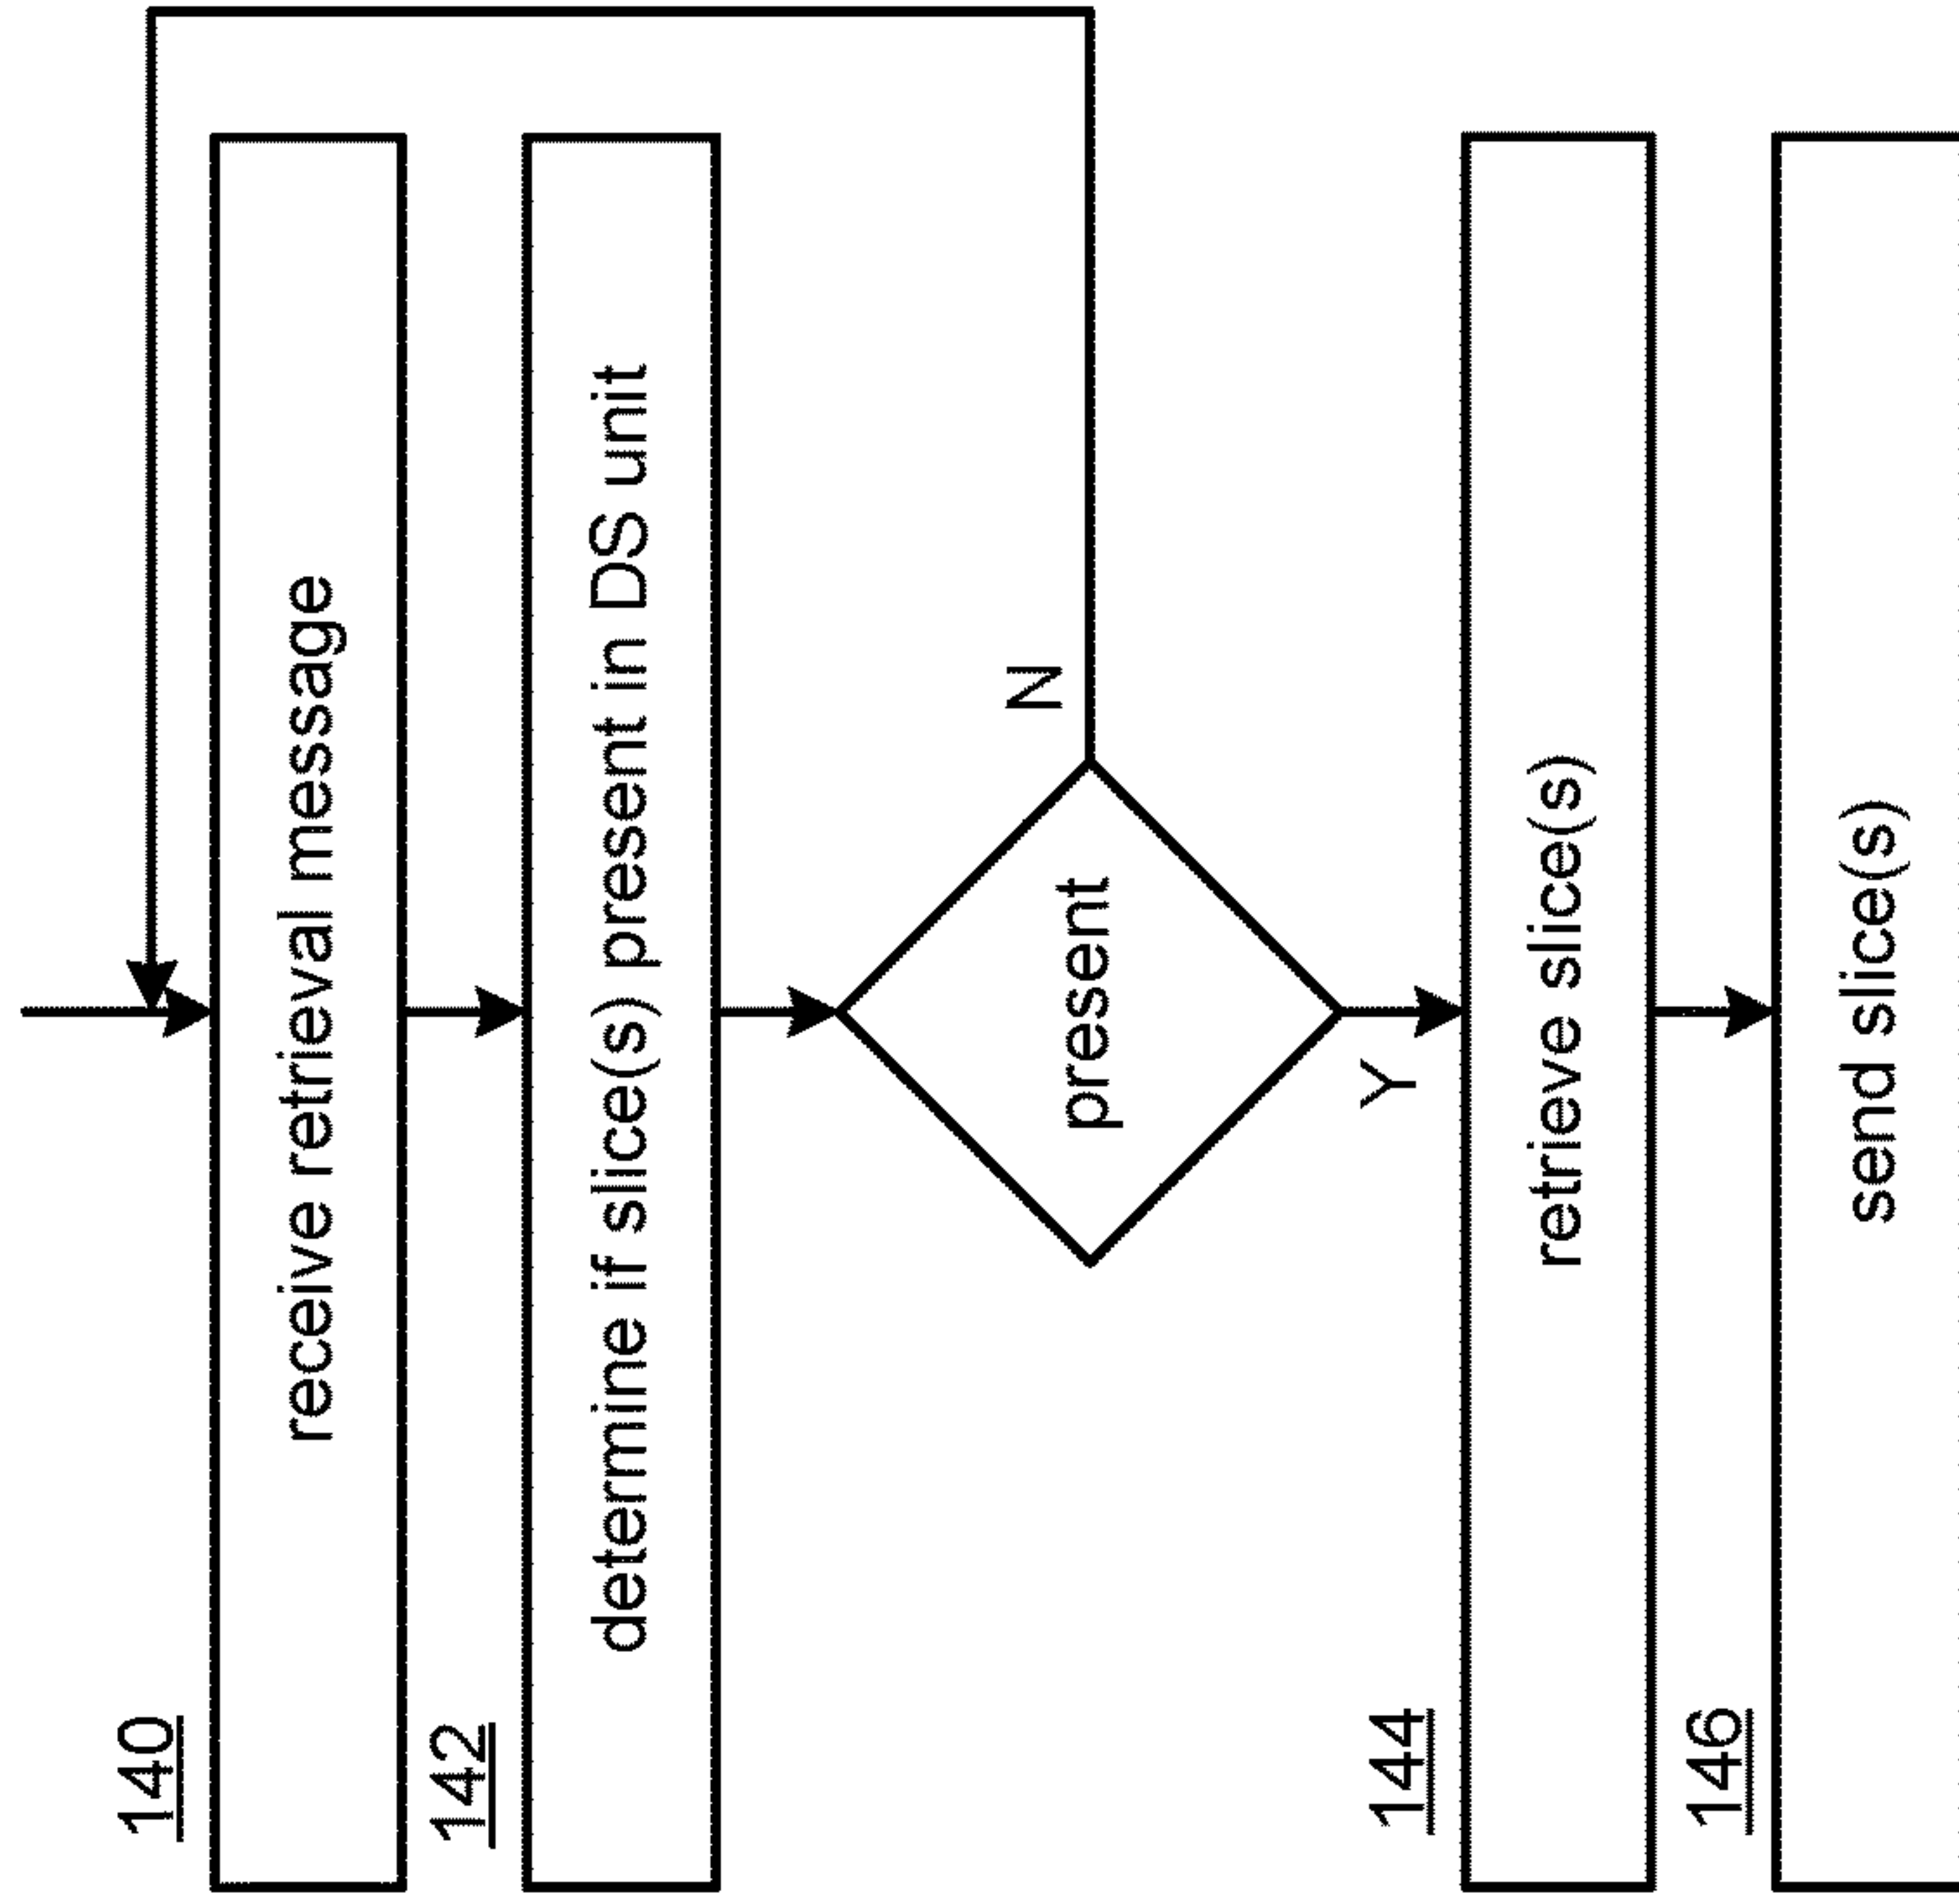 140
receive retrieval message
142
determine if slice(s) present in DS unit
present
N
Y
144
retrieve slice(s)
146
send slice(s)